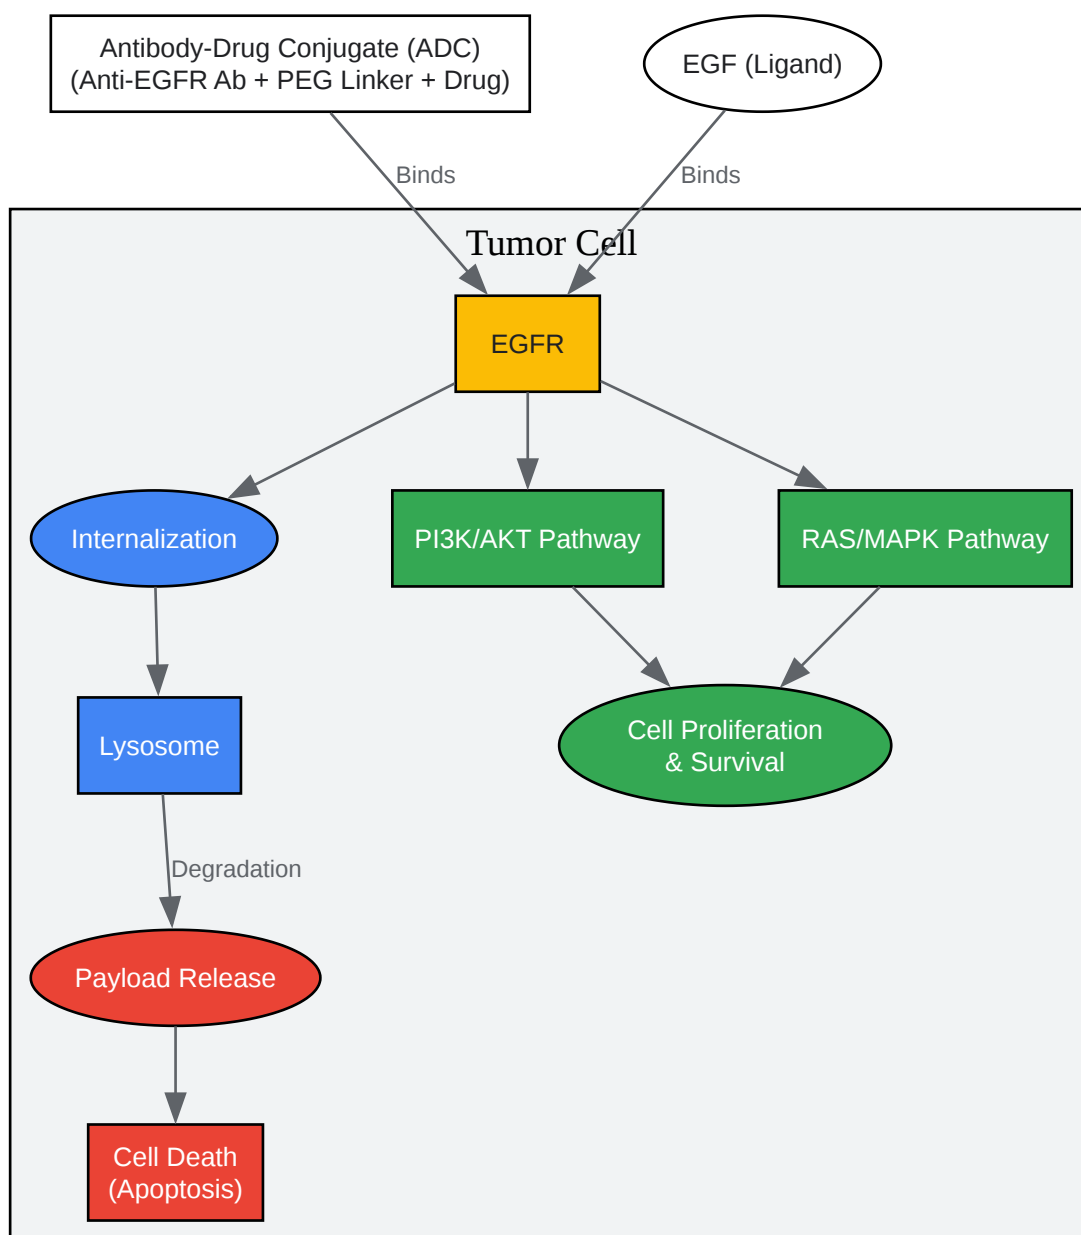 Antibody-Drug Conjugate (ADC)
(Anti-EGFR Ab + PEG Linker + Drug)
EGF (Ligand)
Binds
Binds
Tumor Cell
EGFR
Internalization
PI3K/AKT Pathway
RAS/MAPK Pathway
Lysosome
Cell Proliferation
& Survival
Degradation
Payload Release
Cell Death
(Apoptosis)